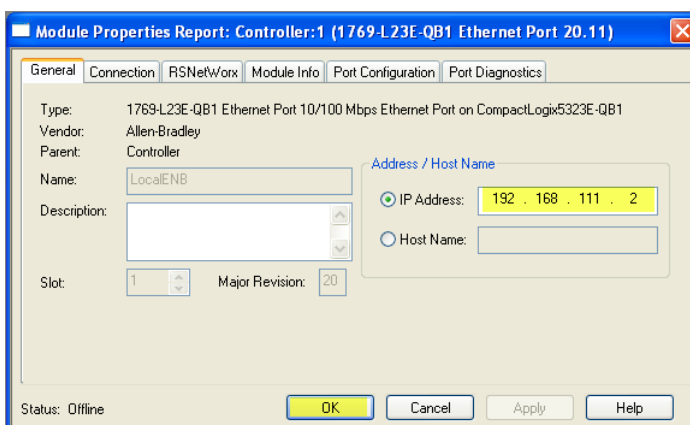 Module Properties Report: Controller:1 (1769-L23E-QB1 Ethernet Port 20.11)
General Connection RSNetWorx Module Info Port Configuration Port Diagnostics
Type: 1769-L23E-QB1 Ethernet Port 10/100 Mbps Ethernet Port on CompactLogix5323E-QB1
Vendor: Allen-Bradley
Parent: Controller
Name: LocalENB
Description:
Slot: 1 Major Revision: 20
Address / Host Name
IP Address: 192 . 168 . 111 . 2
Host Name:
Status: Offline OK Cancel Apply Help